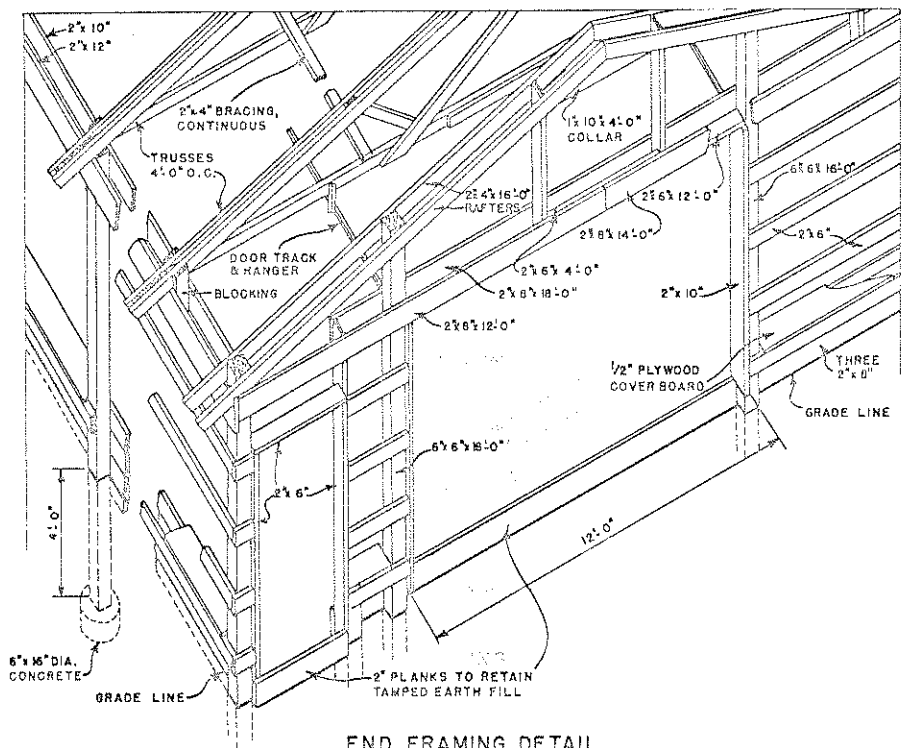 2"x 10"
2"x 12"
2"x 4" BRACING,
CONTINUOUS
TRUSSES
4'-0" O.C.
1"x 10"x 4'-0"
COLLAR
2"x 4"x 16'-0"
RAFTERS
2"x 6"x 12'-0"
6"x 6"x 16'-0"
2"x 8"x 14'-0"
2"x 6"
DOOR TRACK
& HANGER
2"x 6"x 4'-0"
BLOCKING
2"x 8"x 18'-0"
2"x 10"
2"x 8"x 12'-0"
1/2" PLYWOOD
COVER BOARD
THREE
2"x 8"
GRADE LINE
6"x 6"x 18'-0"
2"x 6"
4'-0"
12'-0"
6"x 16" DIA.
CONCRETE
GRADE LINE
2" PLANKS TO RETAIN
TAMPED EARTH FILL
END FRAMING DETAIL